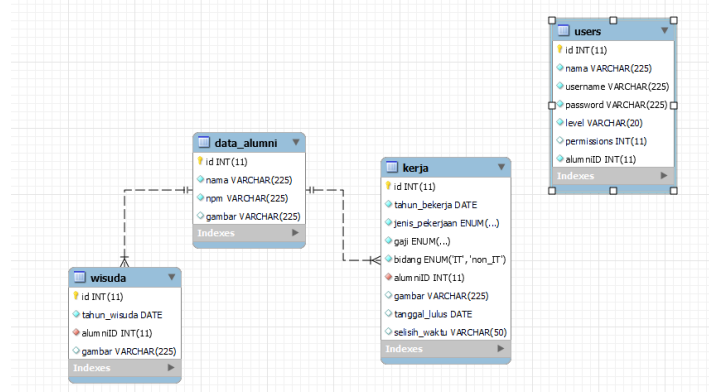 users
id INT(11)
nama VARCHAR(225)
username VARCHAR(225)
password VARCHAR(225)
level VARCHAR(20)
permissions INT(11)
alumniID INT(11)
Indexes
data_alumni
id INT(11)
nama VARCHAR(225)
npm VARCHAR(225)
gambar VARCHAR(225)
Indexes
kerja
id INT(11)
tahun_bekerja DATE
jenis_pekerjaan ENUM(...)
gaji ENUM(...)
bidang ENUM('IT', 'non_IT')
alumniID INT(11)
gambar VARCHAR(225)
tanggal_lulus DATE
selisih_waktu VARCHAR(50)
Indexes
wisuda
id INT(11)
tahun_wisuda DATE
alumniID INT(11)
gambar VARCHAR(225)
Indexes